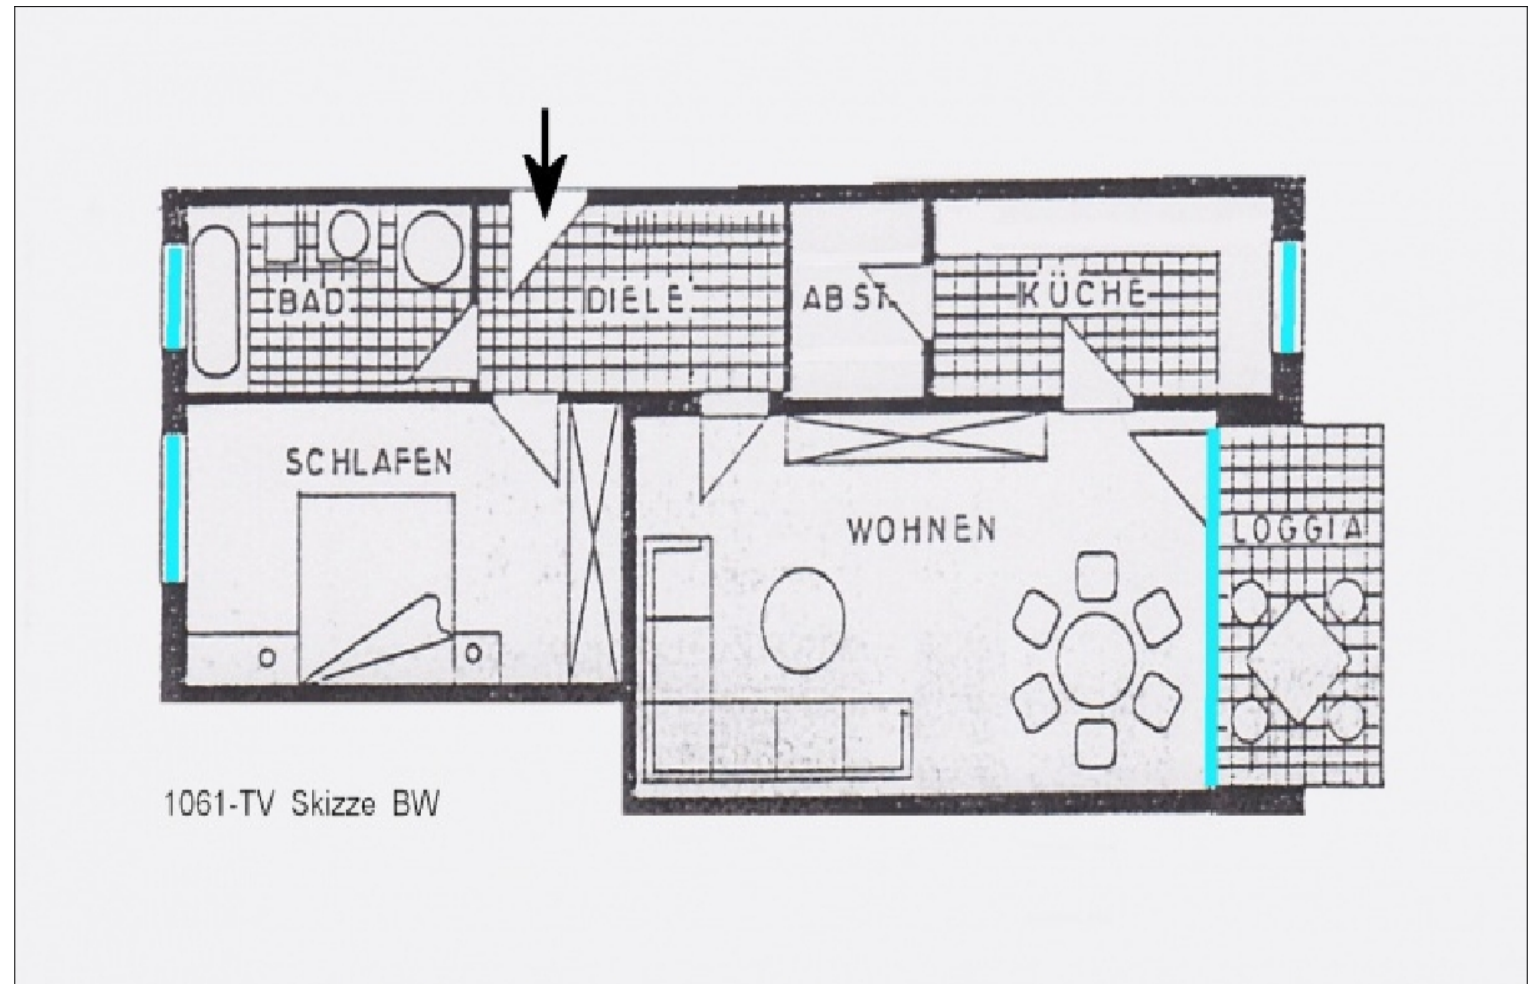 BAD
DIELE
ABST.
KÜCHE
SCHLAFEN
WOHNEN
LOGGIA
1061-TV Skizze BW